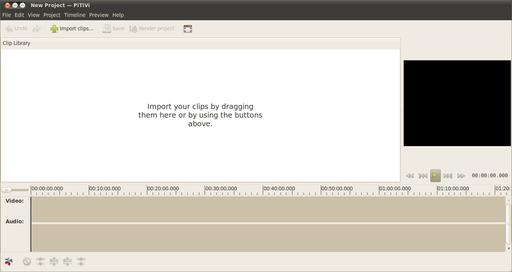 New Project — PiTiVi
File Edit View Project Timeline Preview Help
Undo Import clips... Save Render project
Clip Library
Import your clips by dragging
them here or by using the buttons
above.
00:00:00.000
00:00:00.000 00:10:00.000 00:20:00.000 00:30:00.000 00:40:00.000 00:50:00.000 01:00:00.000 01:10:00.000 01:20
Video:
Audio: